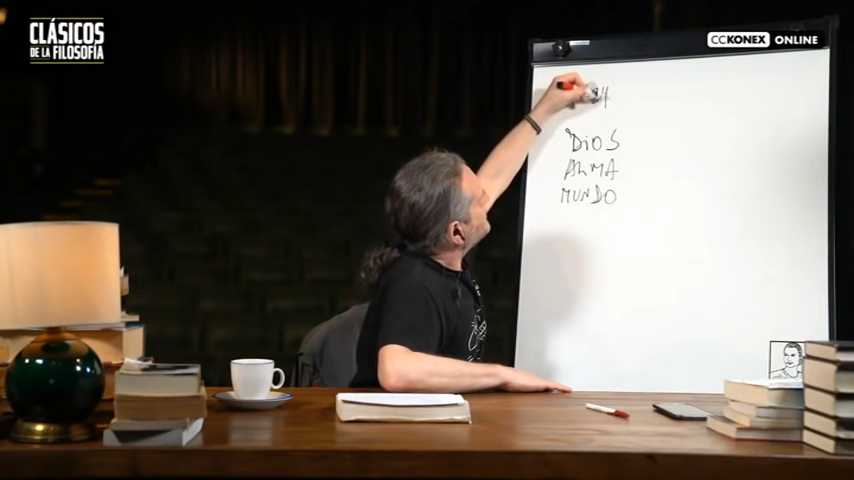 CLÁSICOS
DE LA FILOSOFÍA
CCKONEX ONLINE
DIOS
ALMA
MUNDO